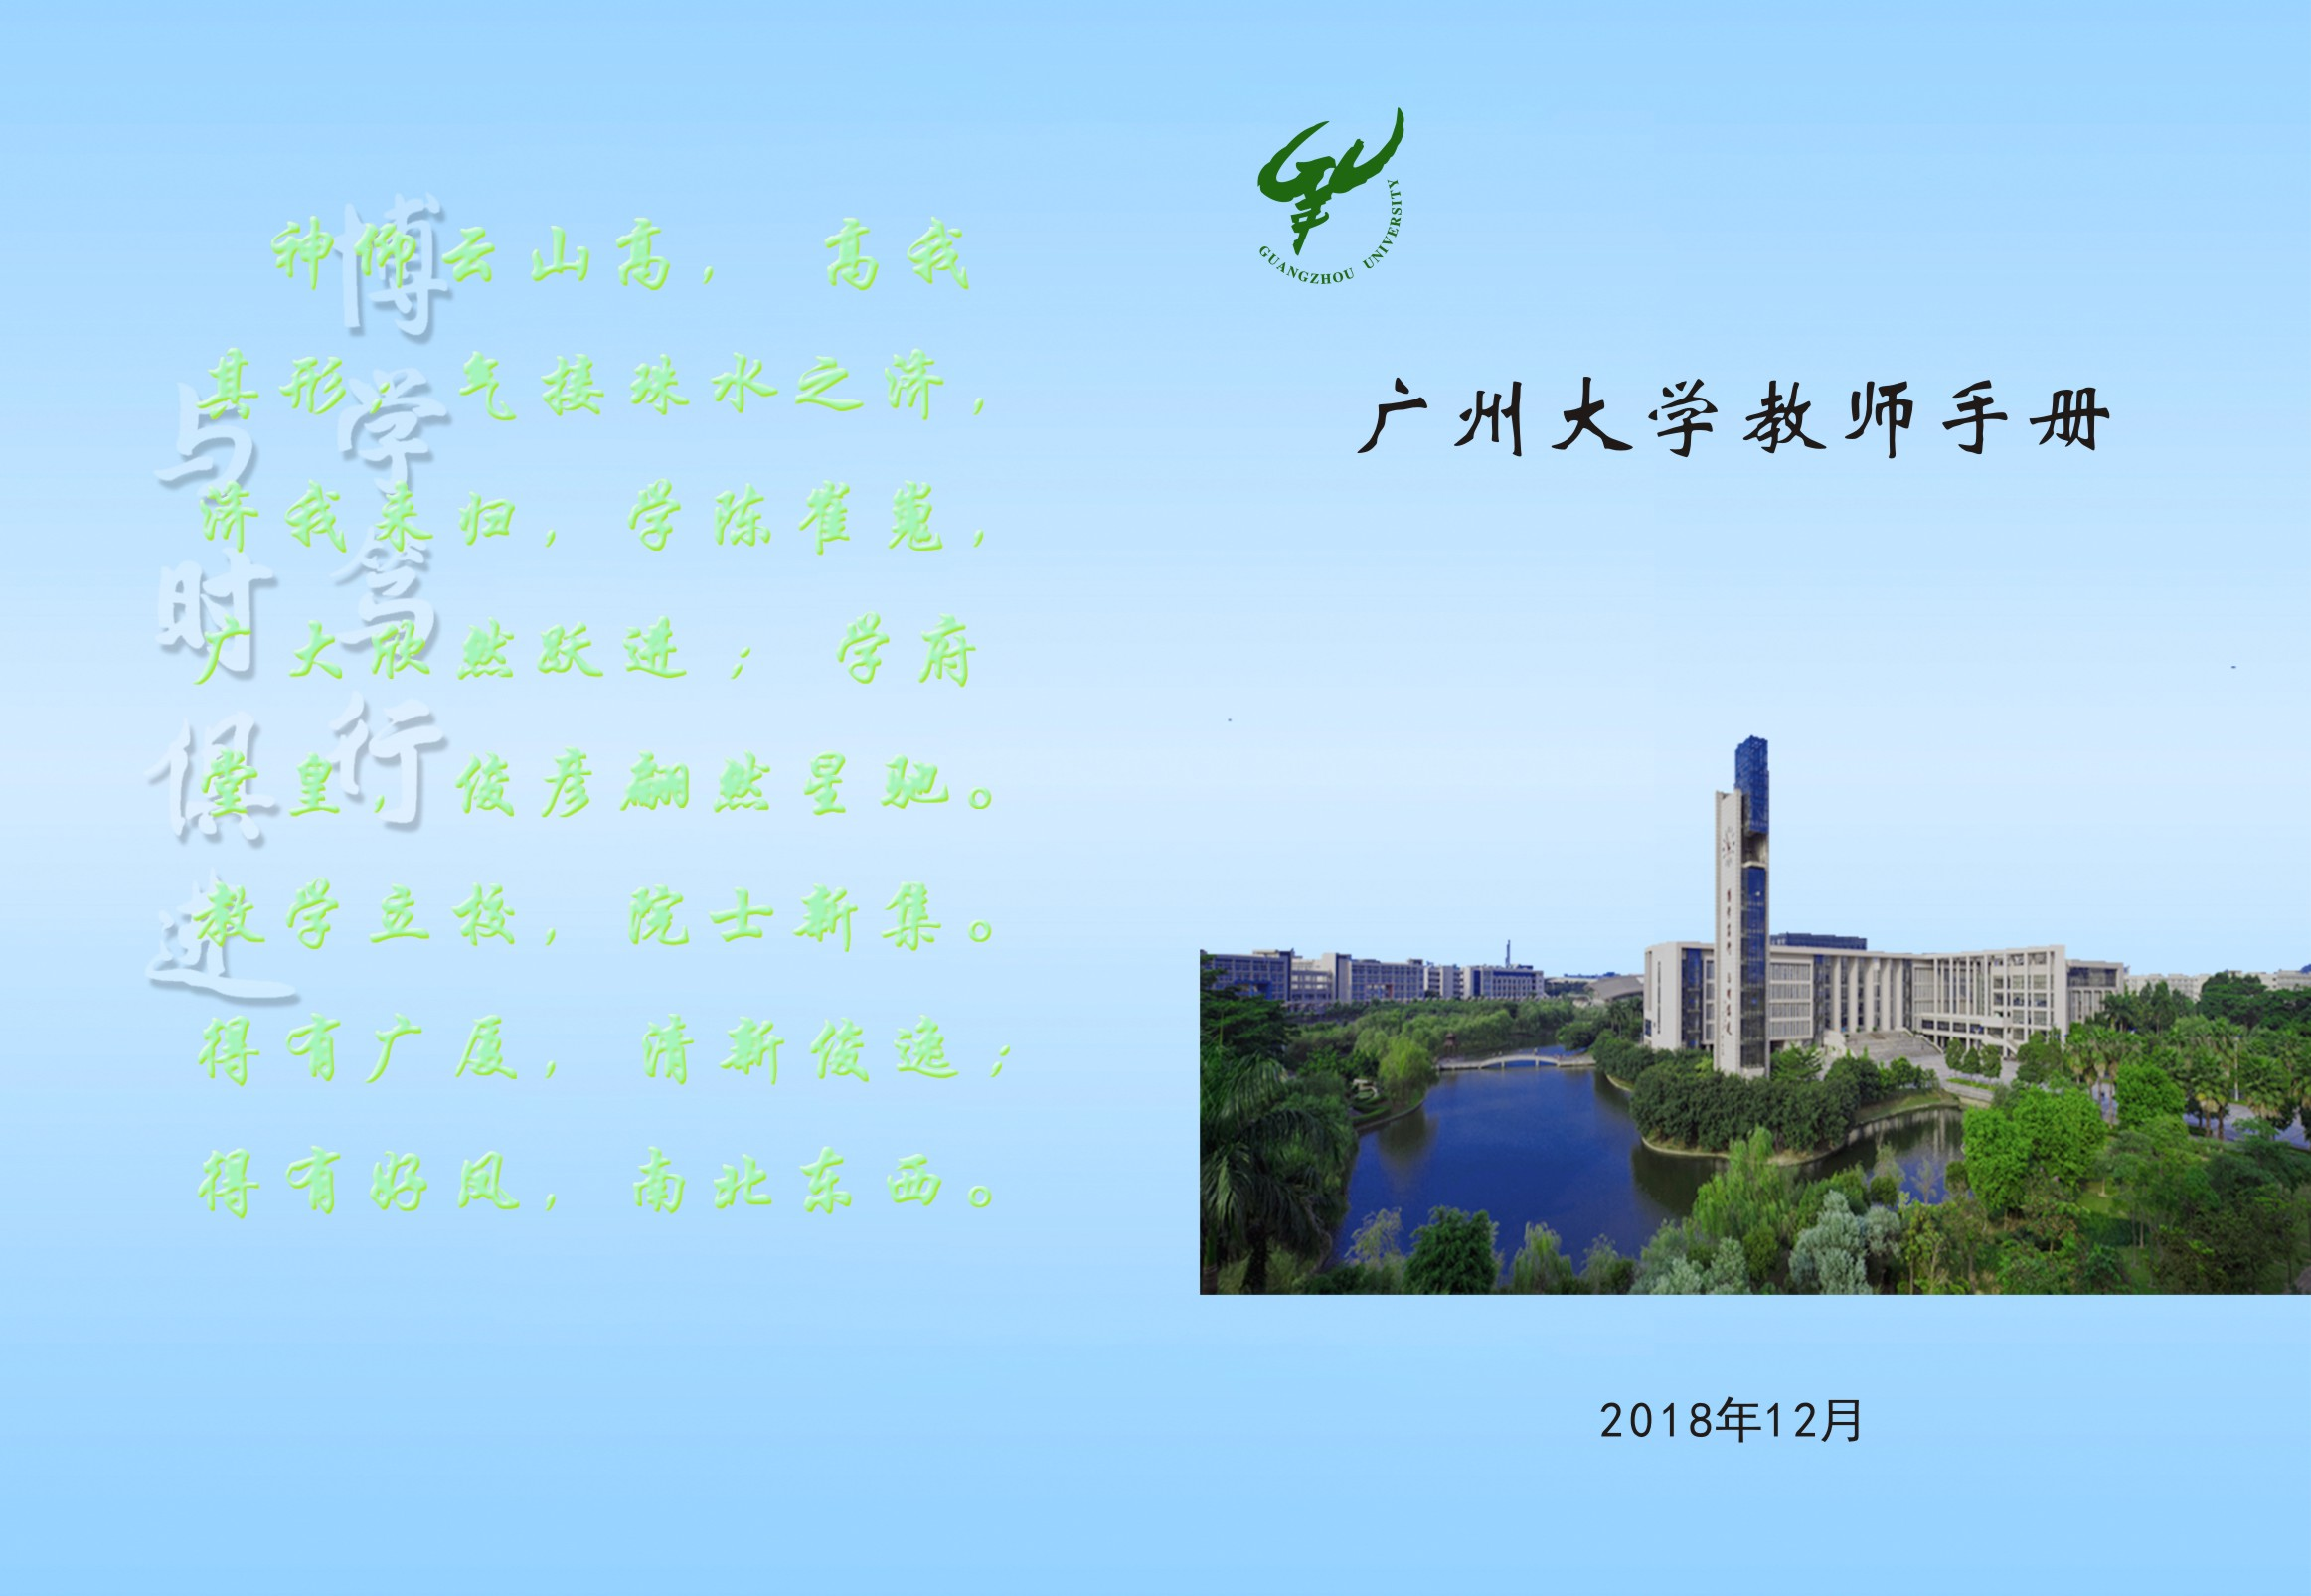 博学笃行
与时俱进
神仰云山高， 高我
其形，气接珠水之济，
济我来归，学陈崔嵬，
广大欣然跃进； 学府
堂皇，俊彦翩然星驰。
教学立校，院士新集。
得有广厦， 清新俊逸；
得有好风，南北东西。
GUANGZHOU UNIVERSITY
广州大学教师手册
2018年12月